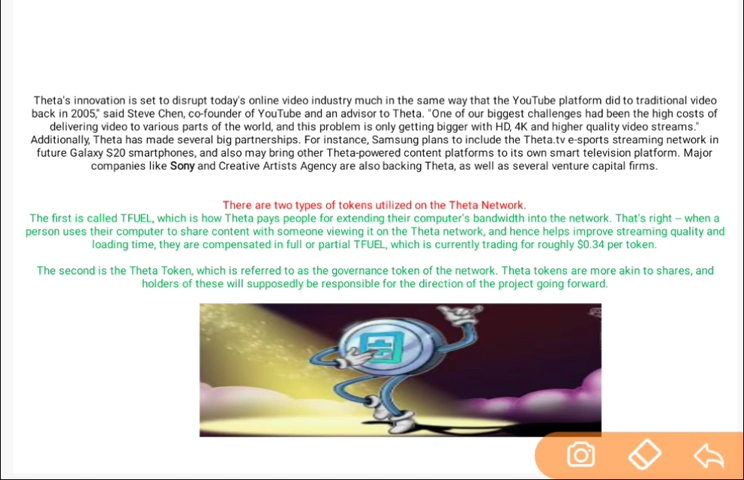 Theta's innovation is set to disrupt today's online video industry much in the same way that the YouTube platform did to traditional video
back in 2005," said Steve Chen, co-founder of YouTube and an advisor to Theta. "One of our biggest challenges had been the high costs of
delivering video to various parts of the world, and this problem is only getting bigger with HD, 4K and higher quality video streams."
Additionally, Theta has made several big partnerships. For instance, Samsung plans to include the Theta.tv e-sports streaming network in
future Galaxy S20 smartphones, and also may bring other Theta-powered content platforms to its own smart television platform. Major
companies like Sony and Creative Artists Agency are also backing Theta, as well as several venture capital firms.
There are two types of tokens utilized on the Theta Network.
The first is called TFUEL, which is how Theta pays people for extending their computer's bandwidth into the network. That's right – when a
person uses their computer to share content with someone viewing it on the Theta network, and hence helps improve streaming quality and
loading time, they are compensated in full or partial TFUEL, which is currently trading for roughly $0.34 per token.
The second is the Theta Token, which is referred to as the governance token of the network. Theta tokens are more akin to shares, and
holders of these will supposedly be responsible for the direction of the project going forward.